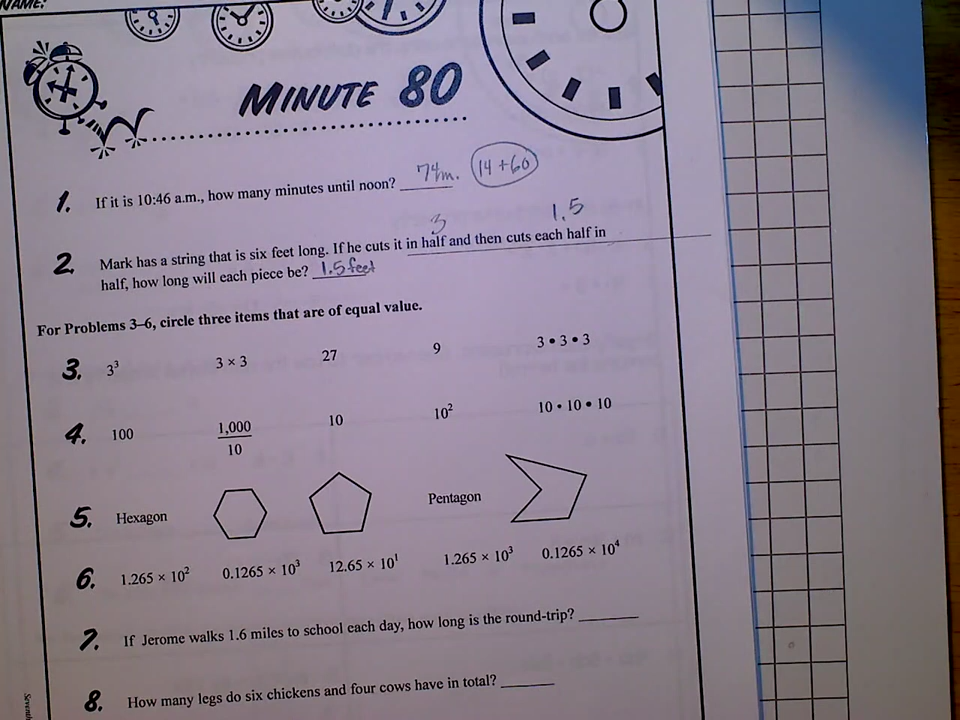 NAME:
MINUTE 80
1. If it is 10:46 a.m., how many minutes until noon? 74m. 14 + 60
3 1.5
2. Mark has a string that is six feet long. If he cuts it in half and then cuts each half in
half, how long will each piece be? 1.5 feet
For Problems 3–6, circle three items that are of equal value.
3. 3³ 3 × 3 27 9 3 • 3 • 3
4. 100 1,000/10 10 10² 10 • 10 • 10
5. Hexagon Pentagon
6. 1.265 × 10² 0.1265 × 10³ 12.65 × 10¹ 1.265 × 10³ 0.1265 × 10⁴
7. If Jerome walks 1.6 miles to school each day, how long is the round-trip? ______
8. How many legs do six chickens and four cows have in total? ______